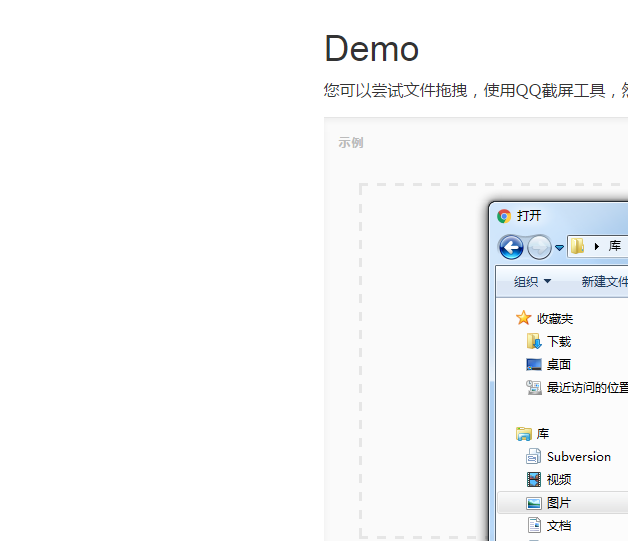 Demo
您可以尝试文件拖拽，使用QQ截屏工具，
示例
打开
库
组织 新建文件
收藏夹
下载
桌面
最近访问的位置
库
Subversion
视频
图片
文档